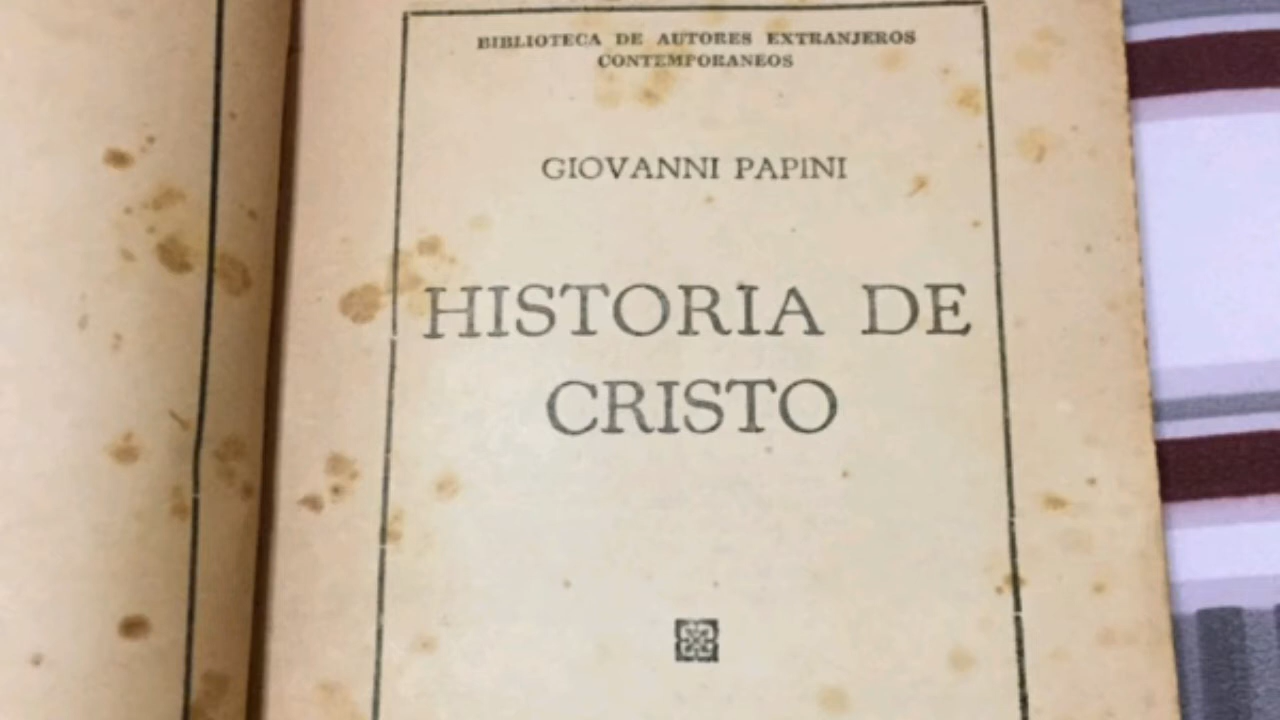 BIBLIOTECA DE AUTORES EXTRANJEROS
CONTEMPORANEOS
GIOVANNI PAPINI
HISTORIA DE
CRISTO